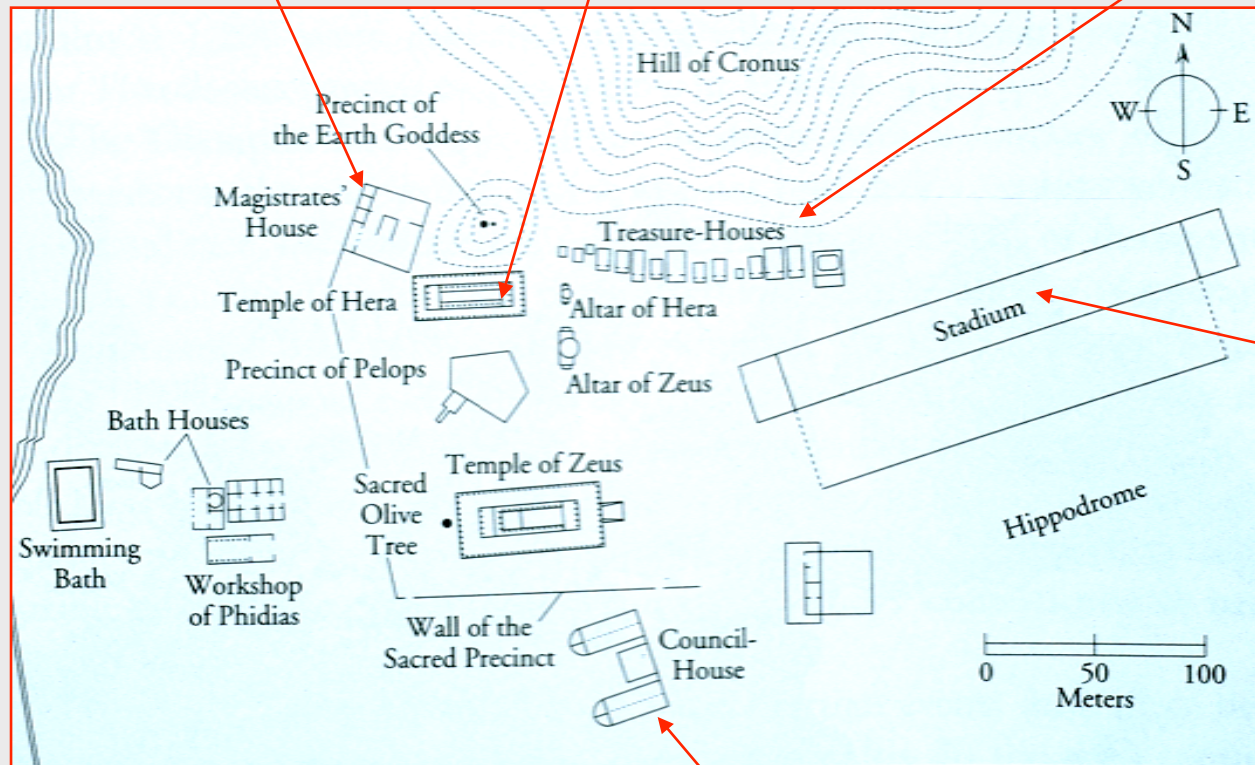 Hill of Cronus
N
W
E
S
Precinct of
the Earth Goddess
Magistrates'
House
Treasure-Houses
Temple of Hera
Altar of Hera
Stadium
Precinct of Pelops
Altar of Zeus
Bath Houses
Temple of Zeus
Sacred
Olive
Tree
Hippodrome
Swimming
Bath
Workshop
of Phidias
Wall of the
Sacred Precinct
Council-
House
0 50 100
Meters